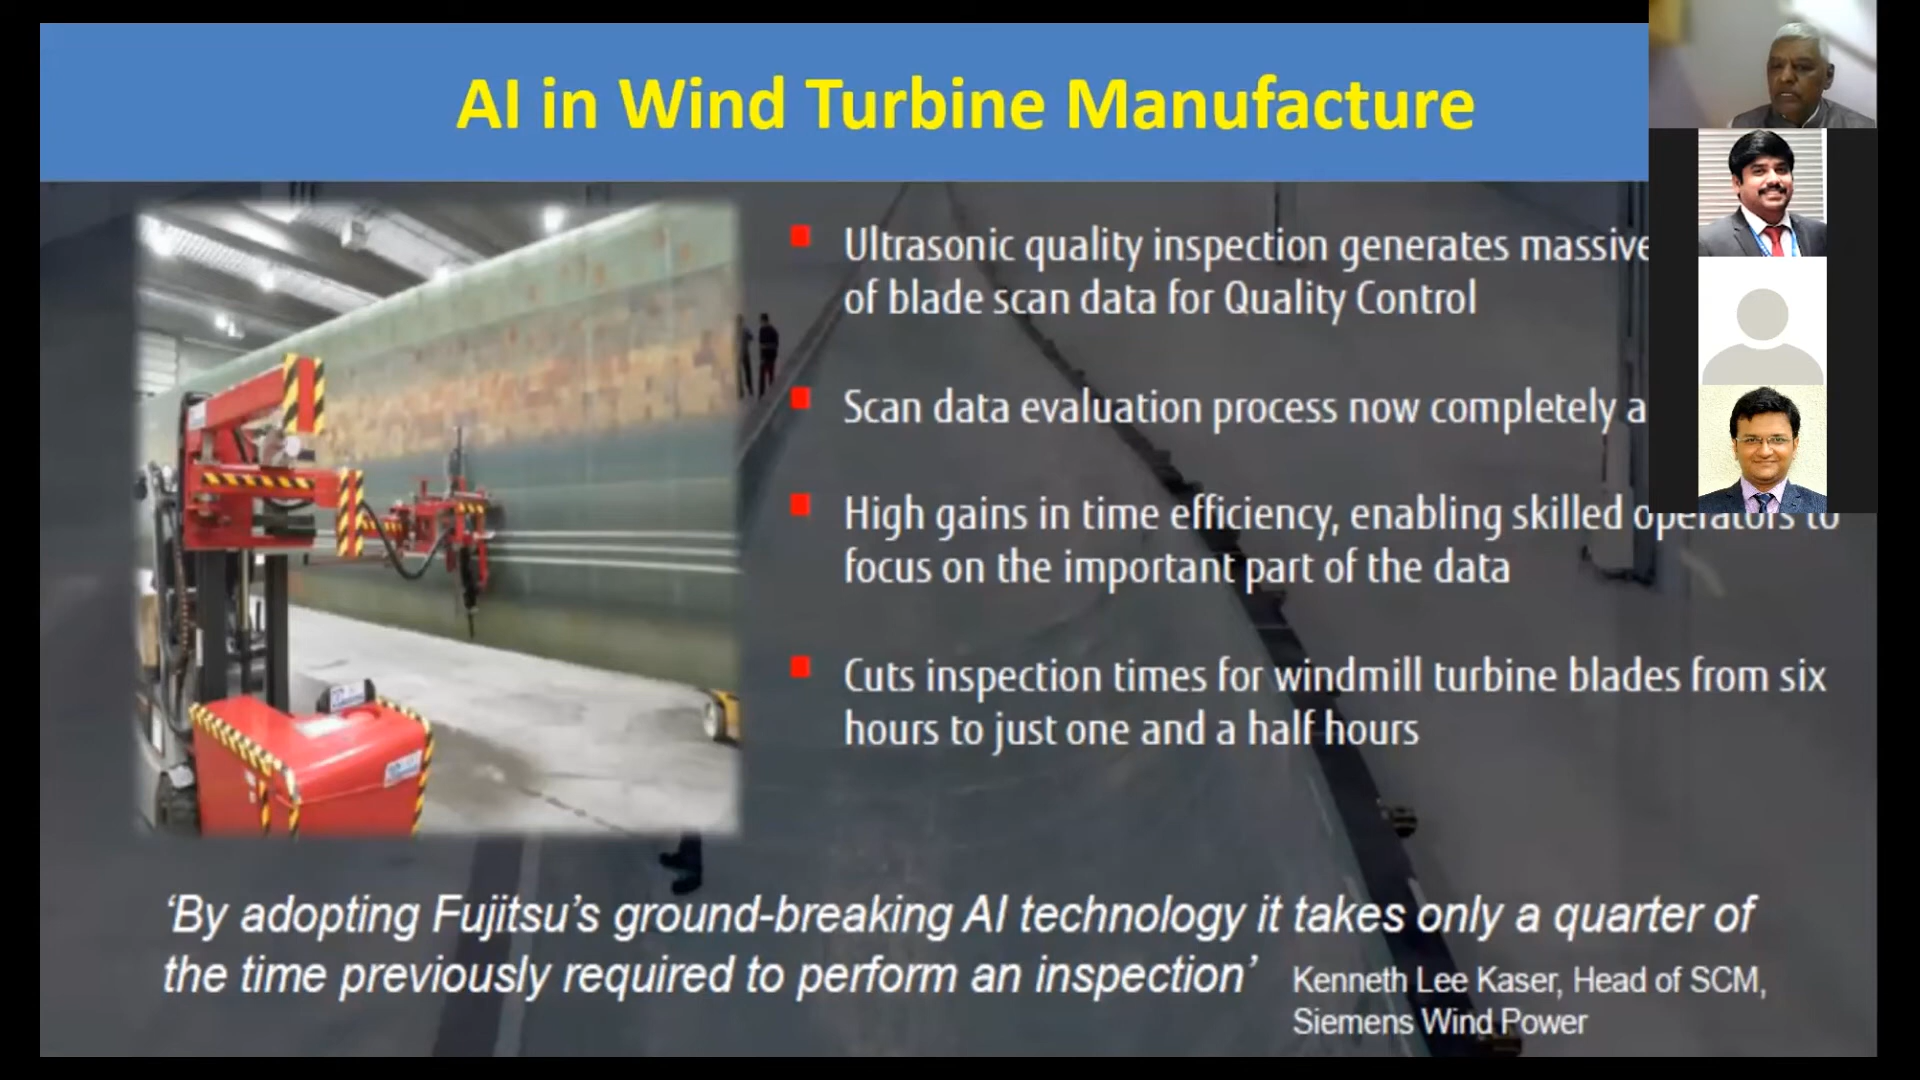 AI in Wind Turbine Manufacture
Ultrasonic quality inspection generates massive
of blade scan data for Quality Control
Scan data evaluation process now completely a
High gains in time efficiency, enabling skilled operators to
focus on the important part of the data
Cuts inspection times for windmill turbine blades from six
hours to just one and a half hours
‘By adopting Fujitsu’s ground-breaking AI technology it takes only a quarter of
the time previously required to perform an inspection’
Kenneth Lee Kaser, Head of SCM,
Siemens Wind Power